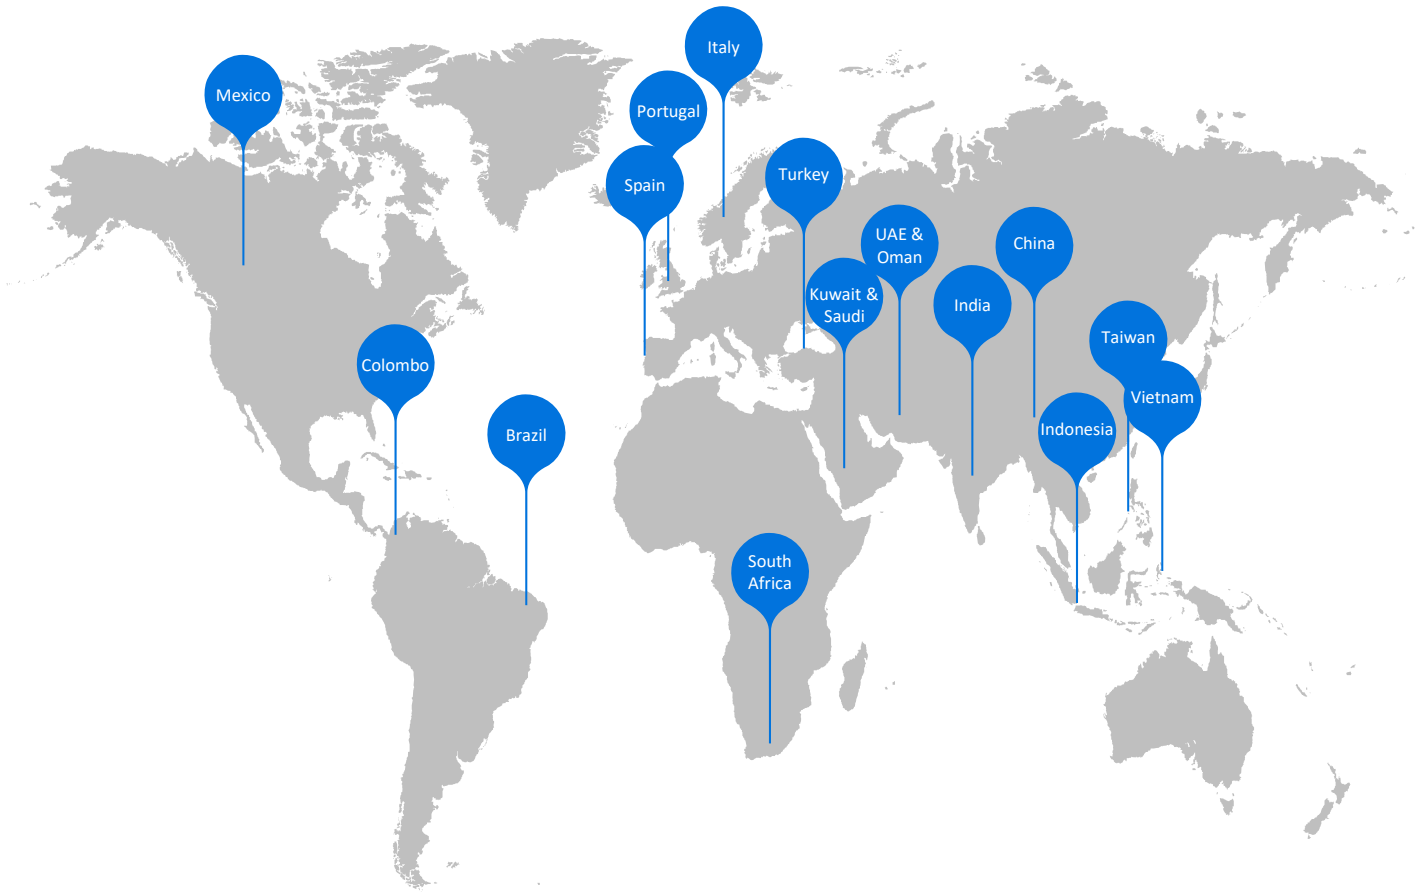 Italy
Mexico
Portugal
Turkey
Spain
UAE &
Oman
China
Kuwait &
Saudi
India
Taiwan
Colombo
Vietnam
Indonesia
Brazil
South
Africa